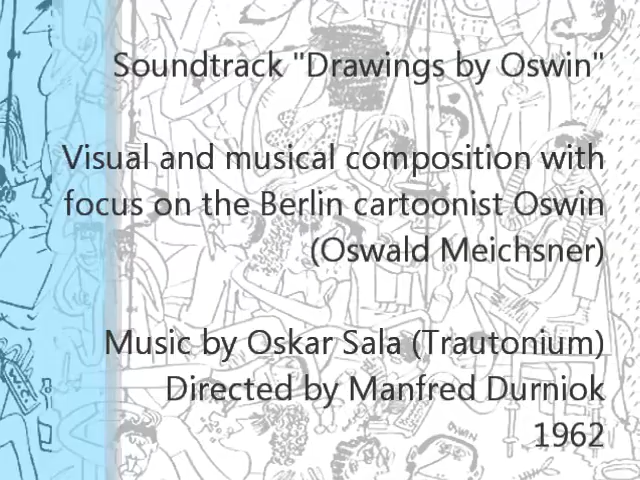 Soundtrack "Drawings by Oswin"
Visual and musical composition with
focus on the Berlin cartoonist Oswin
(Oswald Meichsner)
Music by Oskar Sala (Trautonium)
Directed by Manfred Durniok
1962
OSWIN